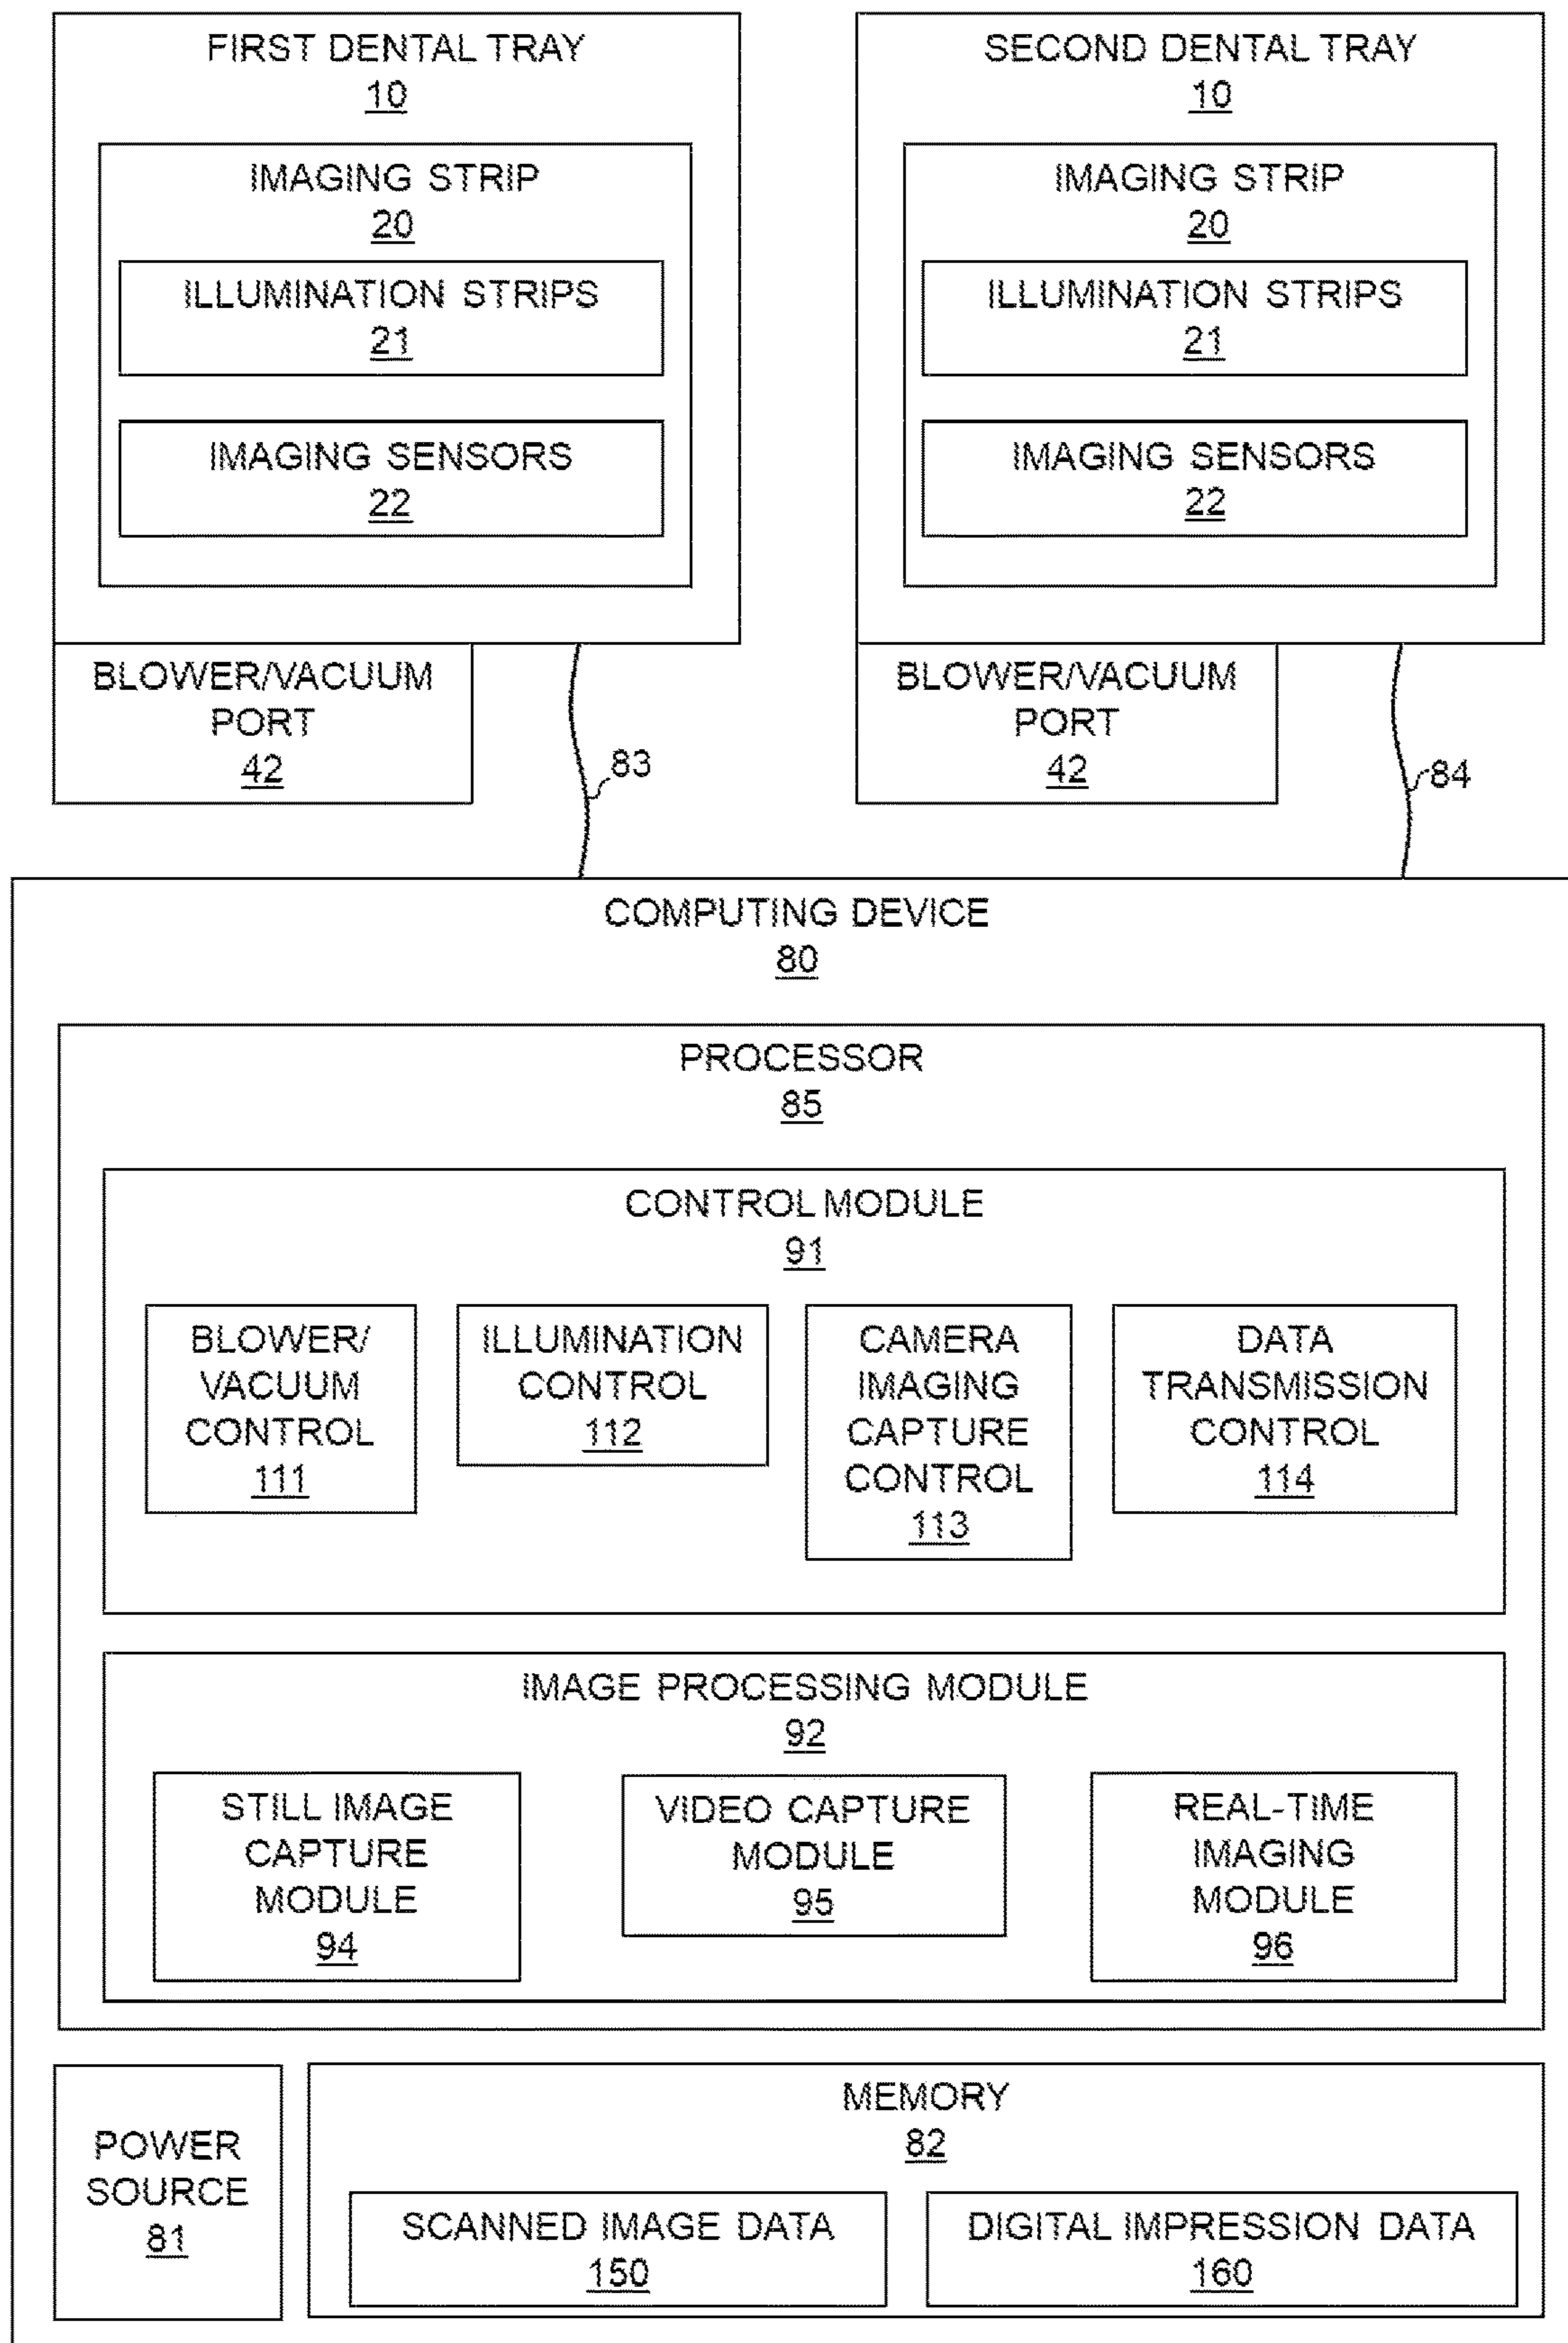 FIRST DENTAL TRAY
10
IMAGING STRIP
20
ILLUMINATION STRIPS
21
IMAGING SENSORS
22
BLOWER/VACUUM
PORT
42
83
SECOND DENTAL TRAY
10
IMAGING STRIP
20
ILLUMINATION STRIPS
21
IMAGING SENSORS
22
BLOWER/VACUUM
PORT
42
84
COMPUTING DEVICE
80
PROCESSOR
85
CONTROL MODULE
91
BLOWER/
VACUUM
CONTROL
111
ILLUMINATION
CONTROL
112
CAMERA
IMAGING
CAPTURE
CONTROL
113
DATA
TRANSMISSION
CONTROL
114
IMAGE PROCESSING MODULE
92
STILL IMAGE
CAPTURE
MODULE
94
VIDEO CAPTURE
MODULE
95
REAL-TIME
IMAGING
MODULE
96
POWER
SOURCE
81
MEMORY
82
SCANNED IMAGE DATA
150
DIGITAL IMPRESSION DATA
160